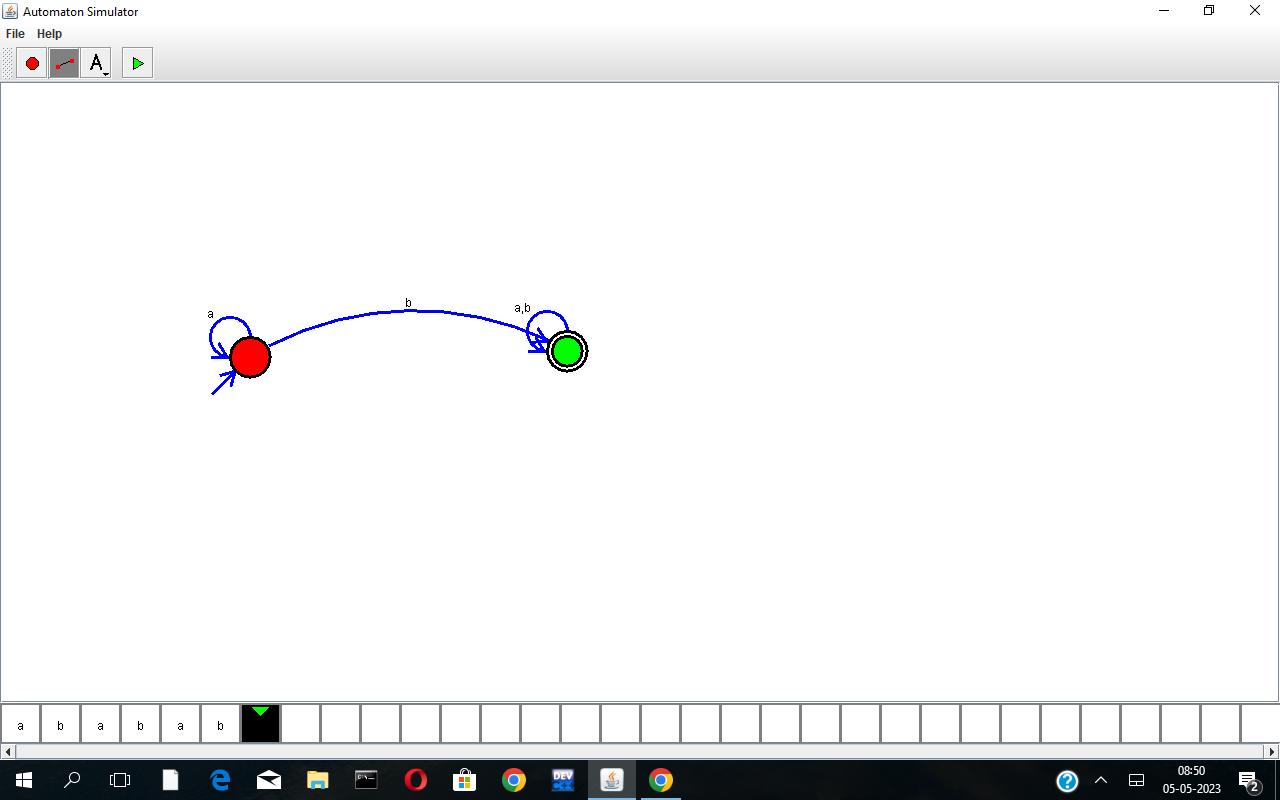 Automaton Simulator
File Help
A
a
b
a,b
a b a b a b
DEV
C++
08:50
05-05-2023
2